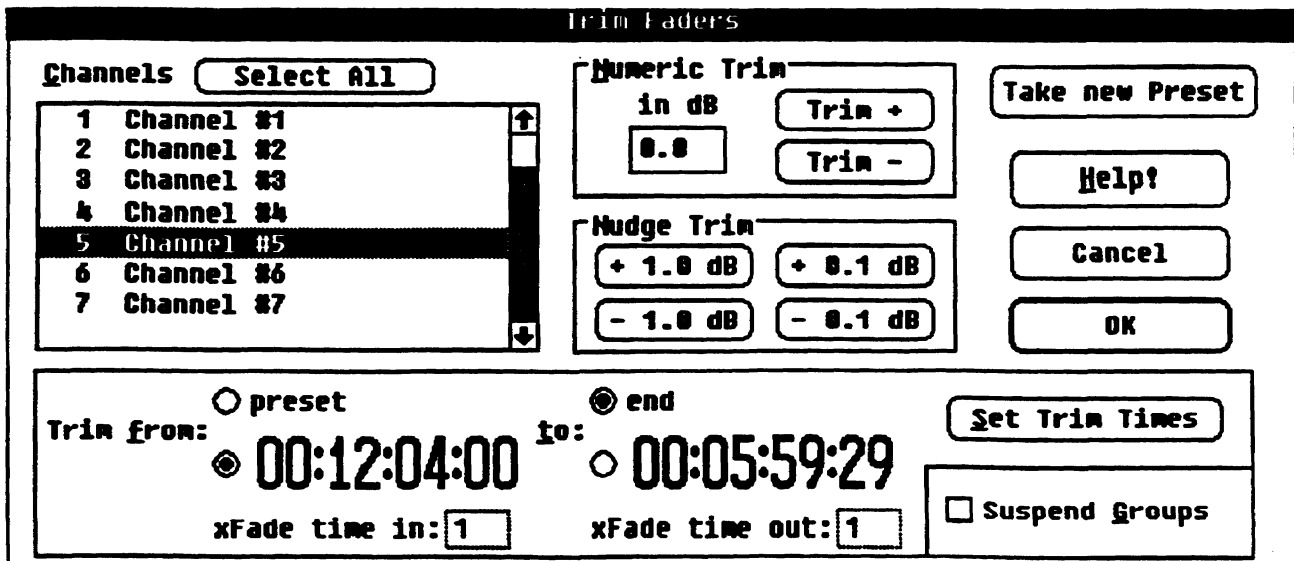 Trim Faders
Channels Select All
1 Channel #1
2 Channel #2
3 Channel #3
4 Channel #4
5 Channel #5
6 Channel #6
7 Channel #7
Numeric Trim
in dB
0.0
Trim +
Trim -
Nudge Trim
+ 1.0 dB + 0.1 dB
- 1.0 dB - 0.1 dB
Take new Preset
Help!
Cancel
OK
Trim from:
preset
00:12:04:00
xFade time in: 1
to:
end
00:05:59:29
xFade time out: 1
Set Trim Times
Suspend Groups